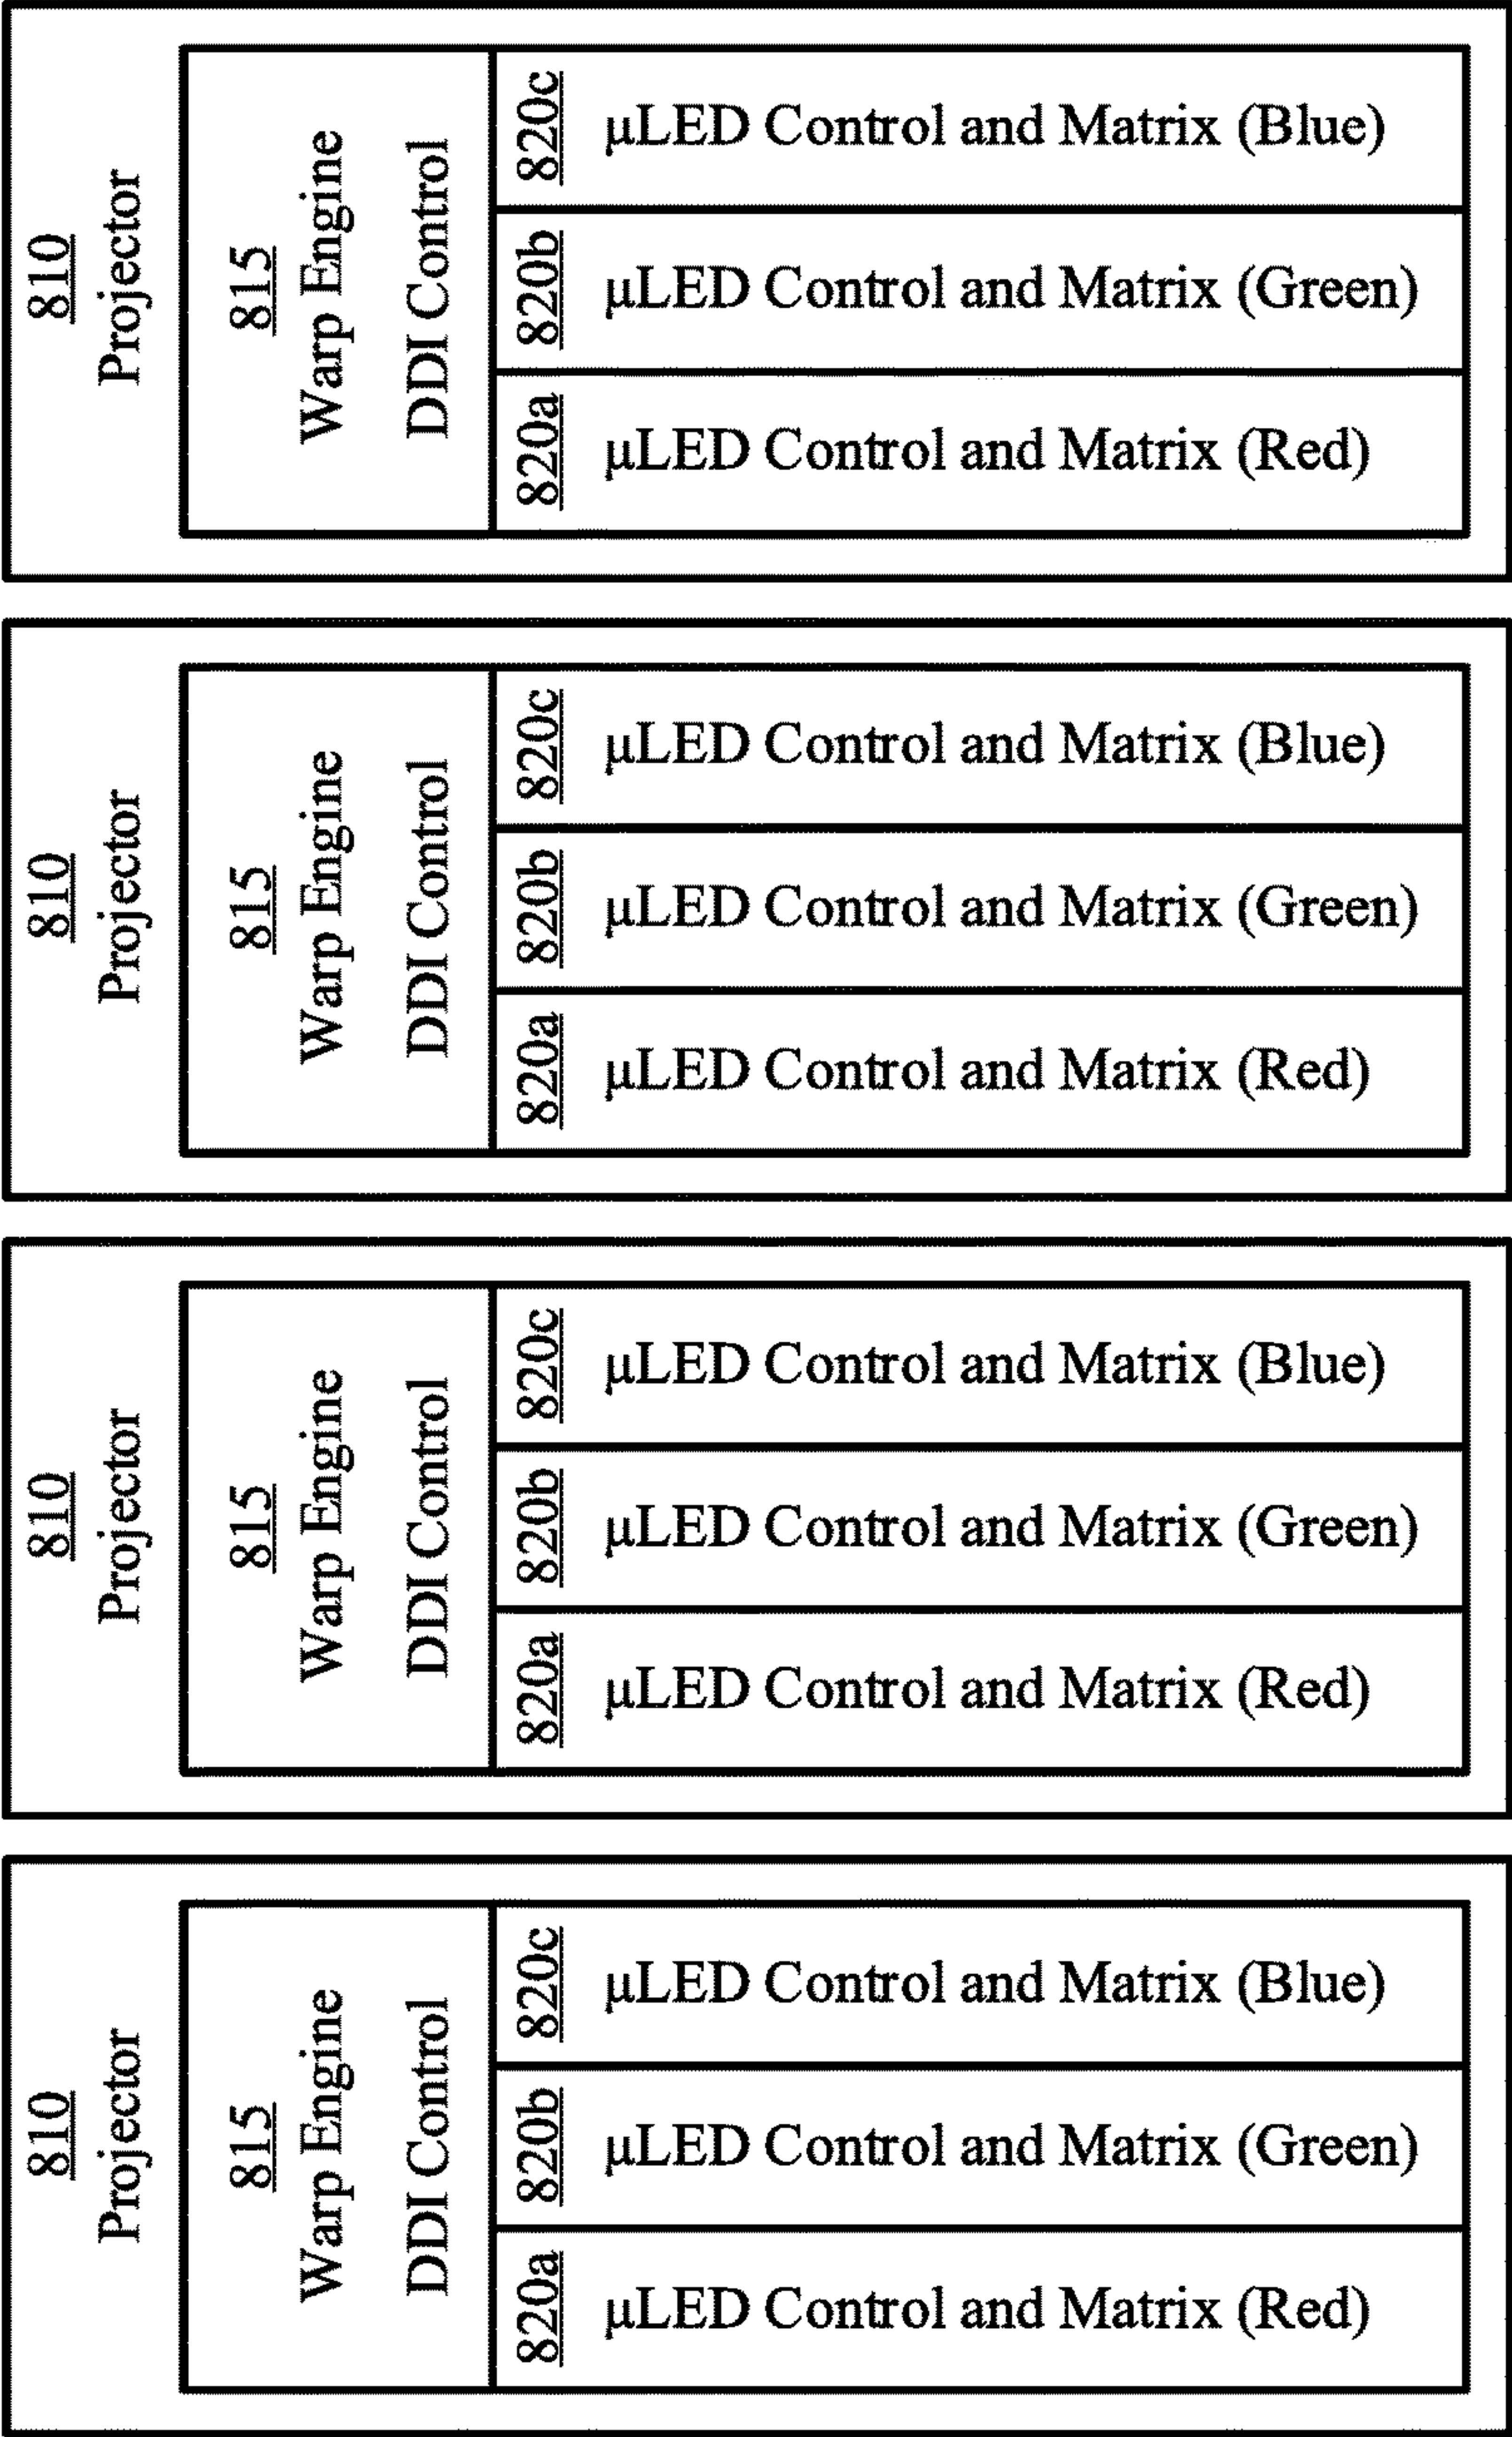 810
Projector
815
Warp Engine
DDI Control
820c
µLED Control and Matrix (Blue)
820b
µLED Control and Matrix (Green)
820a
µLED Control and Matrix (Red)
810
Projector
815
Warp Engine
DDI Control
820c
µLED Control and Matrix (Blue)
820b
µLED Control and Matrix (Green)
820a
µLED Control and Matrix (Red)
810
Projector
815
Warp Engine
DDI Control
820c
µLED Control and Matrix (Blue)
820b
µLED Control and Matrix (Green)
820a
µLED Control and Matrix (Red)
810
Projector
815
Warp Engine
DDI Control
820c
µLED Control and Matrix (Blue)
820b
µLED Control and Matrix (Green)
820a
µLED Control and Matrix (Red)